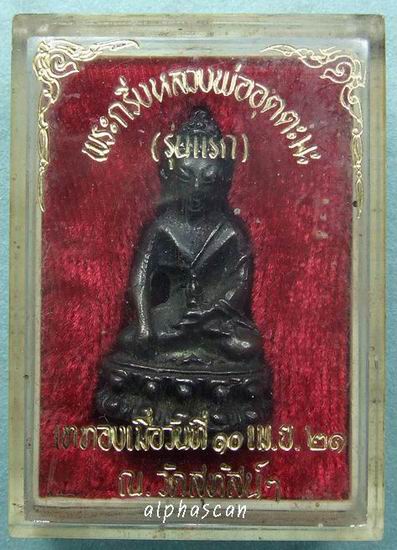 พระกริ่งหลวงพ่ออุตตะมะ
(รุ่นแรก)
เททองเมื่อวันที่ ๑๐ เม.ย. ๒๑
ณ. วัดสุทัศน์ฯ
alphascan